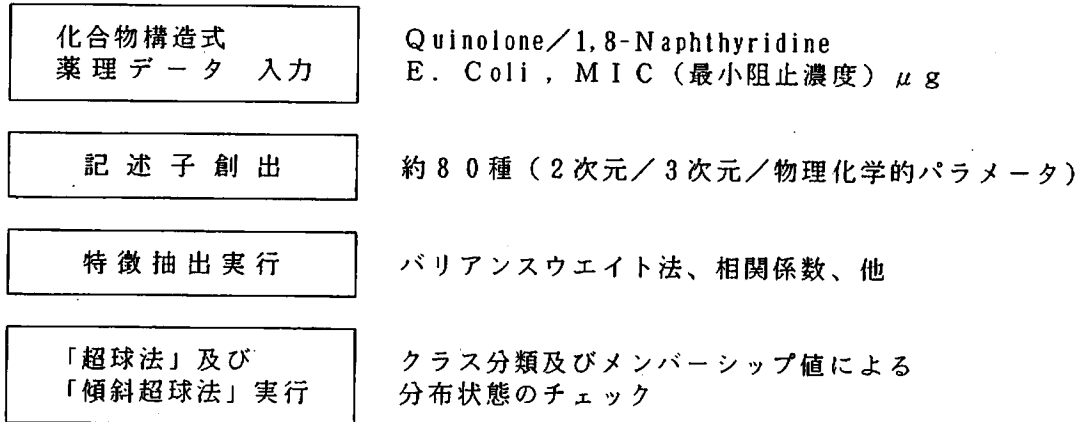 化合物構造式
薬理データ 入力
Quinolone／1,8-Naphthyridine
E. Coli , MIC（最小阻止濃度）μg
記述子創出
約80種（2次元／3次元／物理化学的パラメータ）
特徴抽出実行
バリアンスウエイト法、相関係数、他
「超球法」及び
「傾斜超球法」実行
クラス分類及びメンバーシップ値による
分布状態のチェック